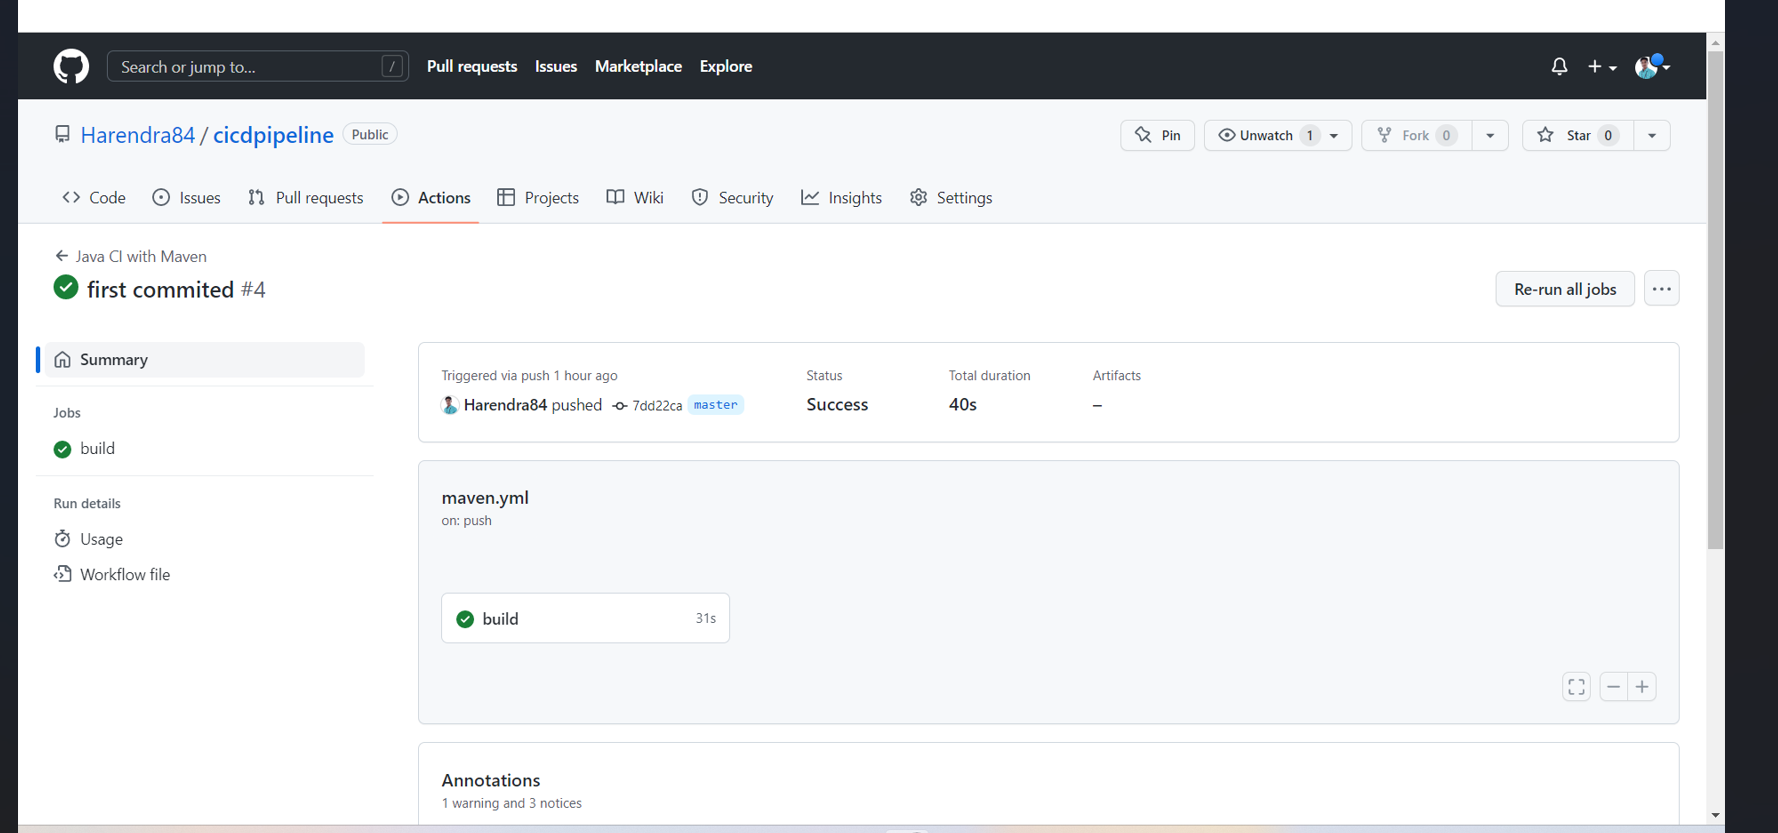 Search or jump to... /
Pull requests Issues Marketplace Explore
Harendra84 / cicdpipeline Public
Pin Unwatch 1 Fork 0 Star 0
Code Issues Pull requests Actions Projects Wiki Security Insights Settings
← Java CI with Maven
first commited #4
Re-run all jobs ...
Summary
Jobs
build
Run details
Usage
Workflow file
Triggered via push 1 hour ago
Harendra84 pushed 7dd22ca master
Status
Success
Total duration
40s
Artifacts
–
maven.yml
on: push
build 31s
Annotations
1 warning and 3 notices